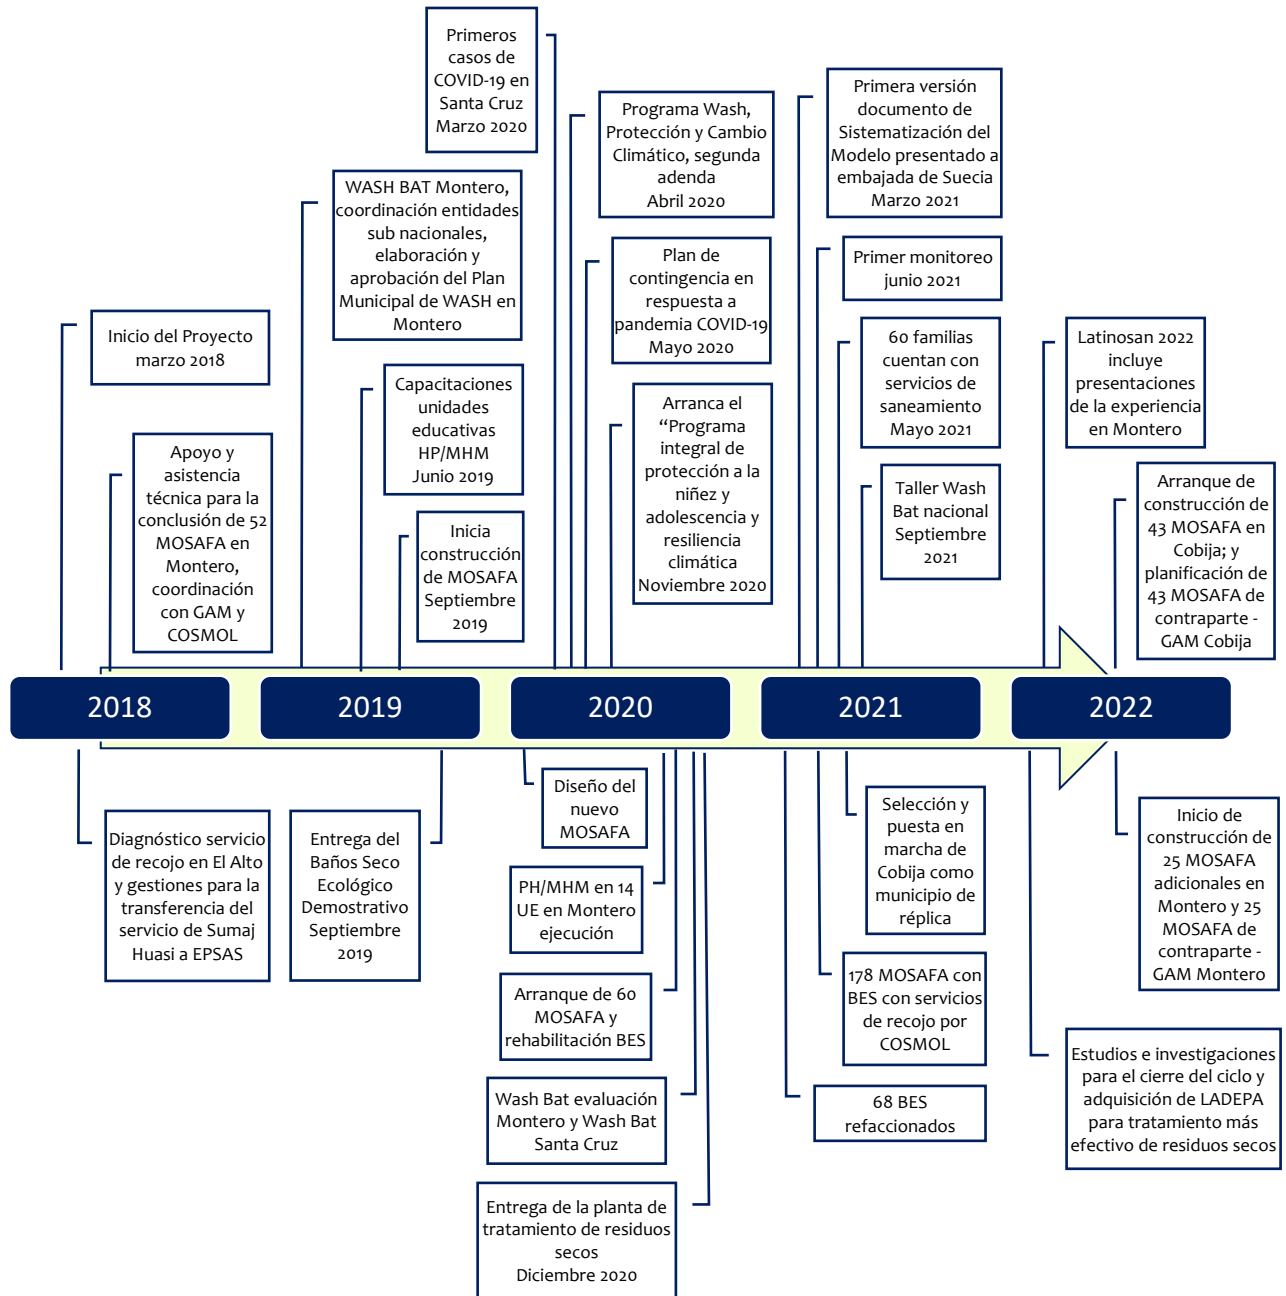 Primeros
casos de
COVID-19 en
Santa Cruz
Marzo 2020
Programa Wash,
Protección y Cambio
Climático, segunda
adenda
Abril 2020
Primera versión
documento de
Sistematización del
Modelo presentado a
embajada de Suecia
Marzo 2021
WASH BAT Montero,
coordinación entidades
sub nacionales,
elaboración y
aprobación del Plan
Municipal de WASH en
Montero
Plan de
contingencia en
respuesta a
pandemia COVID-19
Mayo 2020
Primer monitoreo
junio 2021
Inicio del Proyecto
marzo 2018
60 familias
cuentan con
servicios de
saneamiento
Mayo 2021
Latinosan 2022
incluye
presentaciones
de la experiencia
en Montero
Capacitaciones
unidades
educativas
HP/MHM
Junio 2019
Arranca el
“Programa
integral de
protección a la
niñez y
adolescencia y
resiliencia
climática
Noviembre 2020
Apoyo y
asistencia
técnica para la
conclusión de 52
MOSAFA en
Montero,
coordinación
con GAM y
COSMOL
Taller Wash
Bat nacional
Septiembre
2021
Arranque de
construcción de
43 MOSAFA en
Cobija; y
planificación de
43 MOSAFA de
contraparte -
GAM Cobija
Inicia
construcción
de MOSAFA
Septiembre
2019
2018
2019
2020
2021
2022
Diagnóstico servicio
de recojo en El Alto
y gestiones para la
transferencia del
servicio de Sumaj
Huasi a EPSAS
Entrega del
Baños Seco
Ecológico
Demostrativo
Septiembre
2019
Diseño del
nuevo
MOSAFA
PH/MHM en 14
UE en Montero
ejecución
Arranque de 60
MOSAFA y
rehabilitación BES
Wash Bat evaluación
Montero y Wash Bat
Santa Cruz
Entrega de la planta de
tratamiento de residuos
secos
Diciembre 2020
Selección y
puesta en
marcha de
Cobija como
municipio de
réplica
178 MOSAFA con
BES con servicios
de recojo por
COSMOL
68 BES
refaccionados
Inicio de
construcción de
25 MOSAFA
adicionales en
Montero y 25
MOSAFA de
contraparte -
GAM Montero
Estudios e investigaciones
para el cierre del ciclo y
adquisición de LADEPA
para tratamiento más
efectivo de residuos secos